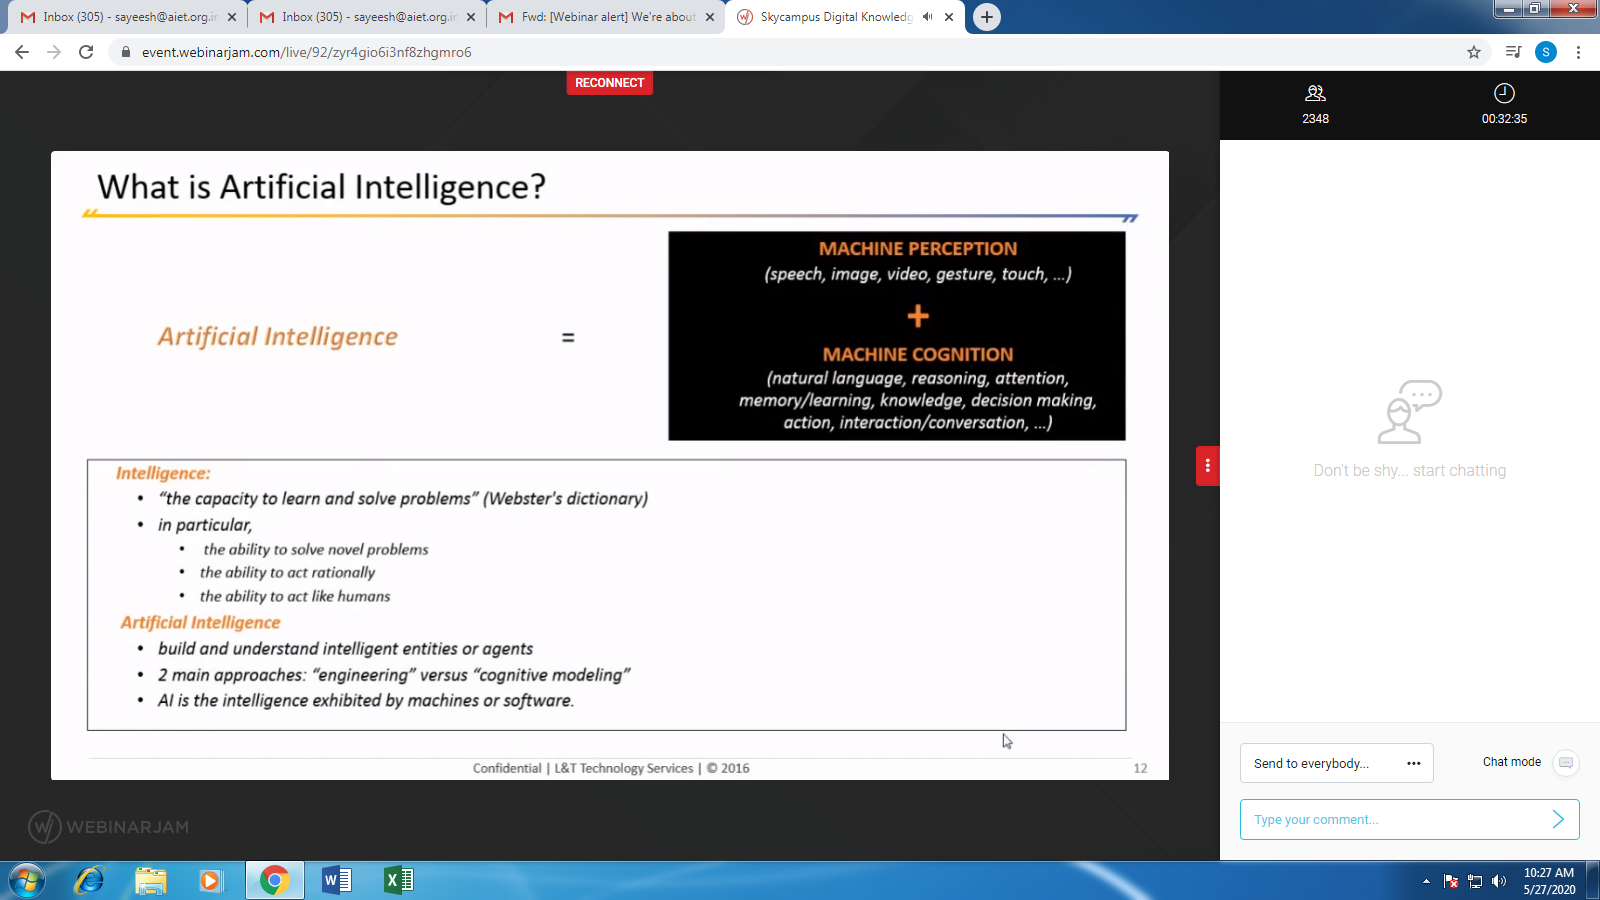 Inbox (305) - sayeesh@aiet.org.in
Inbox (305) - sayeesh@aiet.org.in
Fwd: [Webinar alert] We're about
Skycampus Digital Knowledg
event.webinarjam.com/live/92/zyr4gio6i3nf8zhgmro6
S
RECONNECT
2348
00:32:35
What is Artificial Intelligence?
Artificial Intelligence
=
MACHINE PERCEPTION
(speech, image, video, gesture, touch, ...)
+
MACHINE COGNITION
(natural language, reasoning, attention,
memory/learning, knowledge, decision making,
action, interaction/conversation, ...)
Intelligence:
• “the capacity to learn and solve problems” (Webster's dictionary)
• in particular,
• the ability to solve novel problems
• the ability to act rationally
• the ability to act like humans
Artificial Intelligence
• build and understand intelligent entities or agents
• 2 main approaches: “engineering” versus “cognitive modeling”
• AI is the intelligence exhibited by machines or software.
Confidential | L&T Technology Services | © 2016
12
Don't be shy... start chatting
Send to everybody...
Chat mode
Type your comment...
WEBINARJAM
10:27 AM
5/27/2020